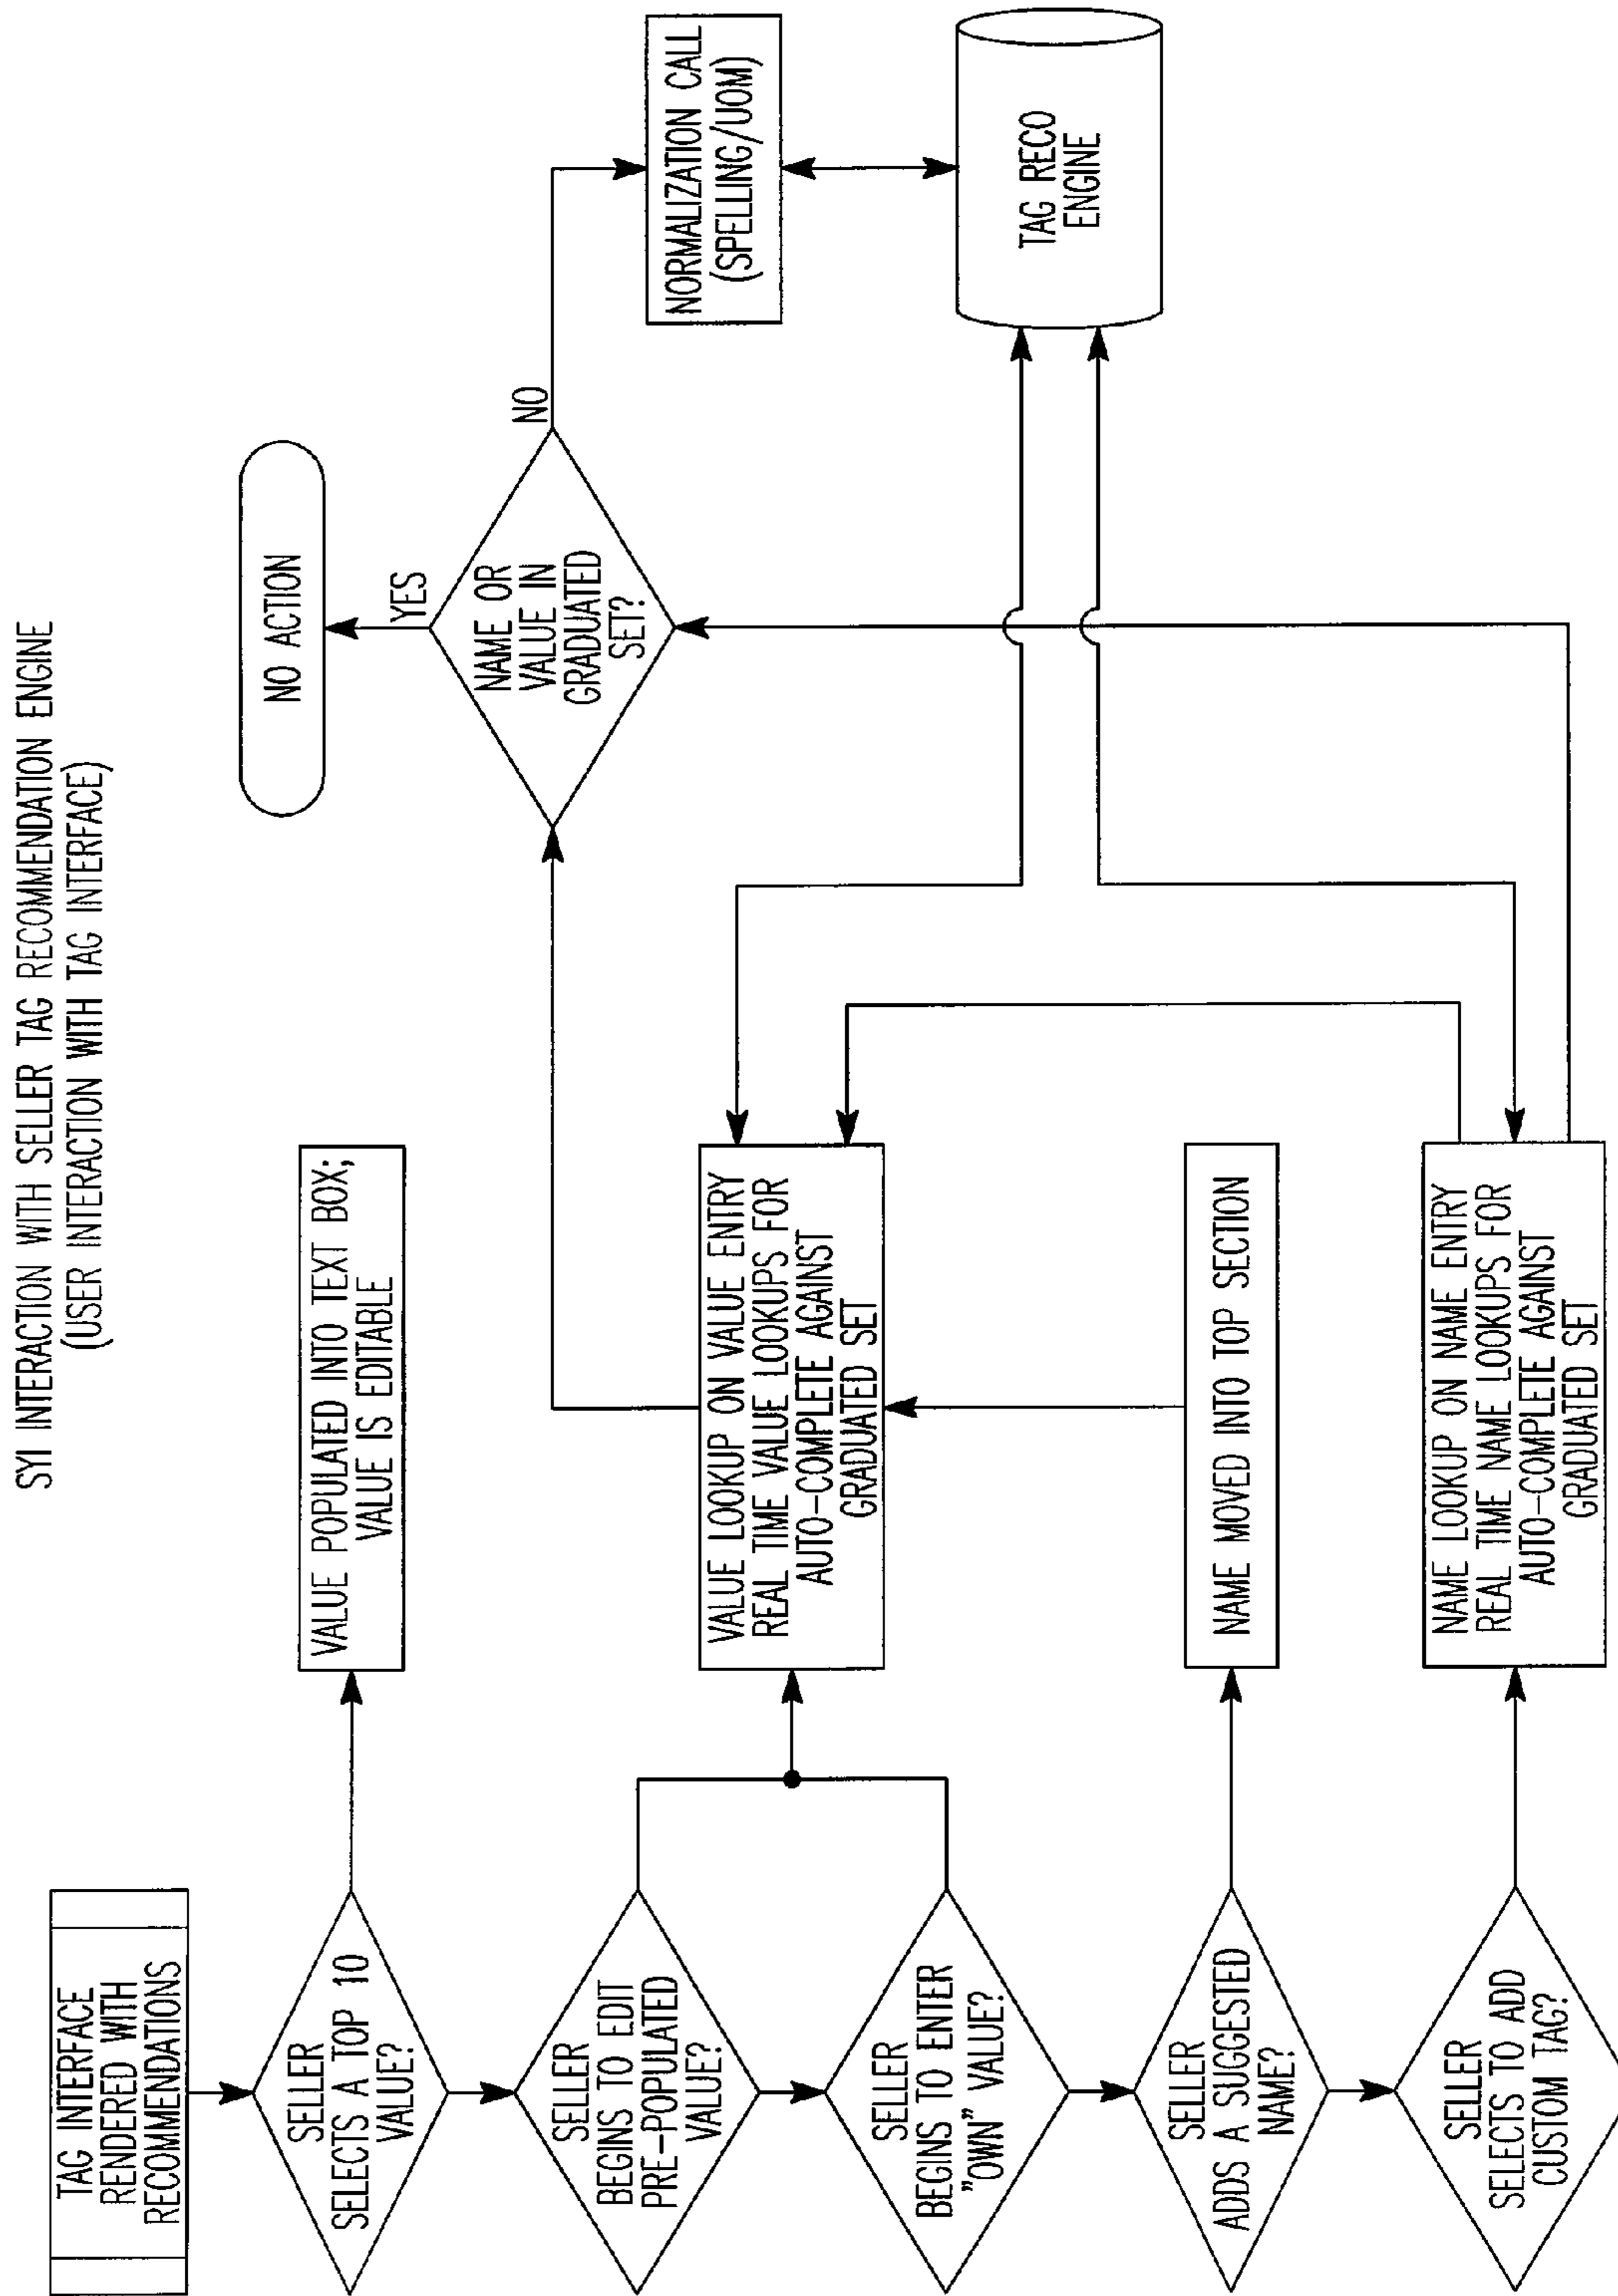 SYI INTERACTION WITH SELLER TAG RECOMMENDATION ENGINE
(USER INTERACTION WITH TAG INTERFACE)
TAG INTERFACE
RENDERED WITH
RECOMMENDATIONS
SELLER
SELECTS A TOP 10
VALUE?
VALUE POPULATED INTO TEXT BOX;
VALUE IS EDITABLE
SELLER
BEGINS TO EDIT
PRE-POPULATED
VALUE?
SELLER
BEGINS TO ENTER
"OWN" VALUE?
VALUE LOOKUP ON VALUE ENTRY
REAL TIME VALUE LOOKUPS FOR
AUTO-COMPLETE AGAINST
GRADUATED SET
SELLER
ADDS A SUGGESTED
NAME?
NAME MOVED INTO TOP SECTION
SELLER
SELECTS TO ADD
CUSTOM TAG?
NAME LOOKUP ON NAME ENTRY
REAL TIME NAME LOOKUPS FOR
AUTO-COMPLETE AGAINST
GRADUATED SET
NO ACTION
YES
NAME OR
VALUE IN
GRADUATED
SET?
NO
NORMALIZATION CALL
(SPELLING/UOM)
TAG RECO
ENGINE